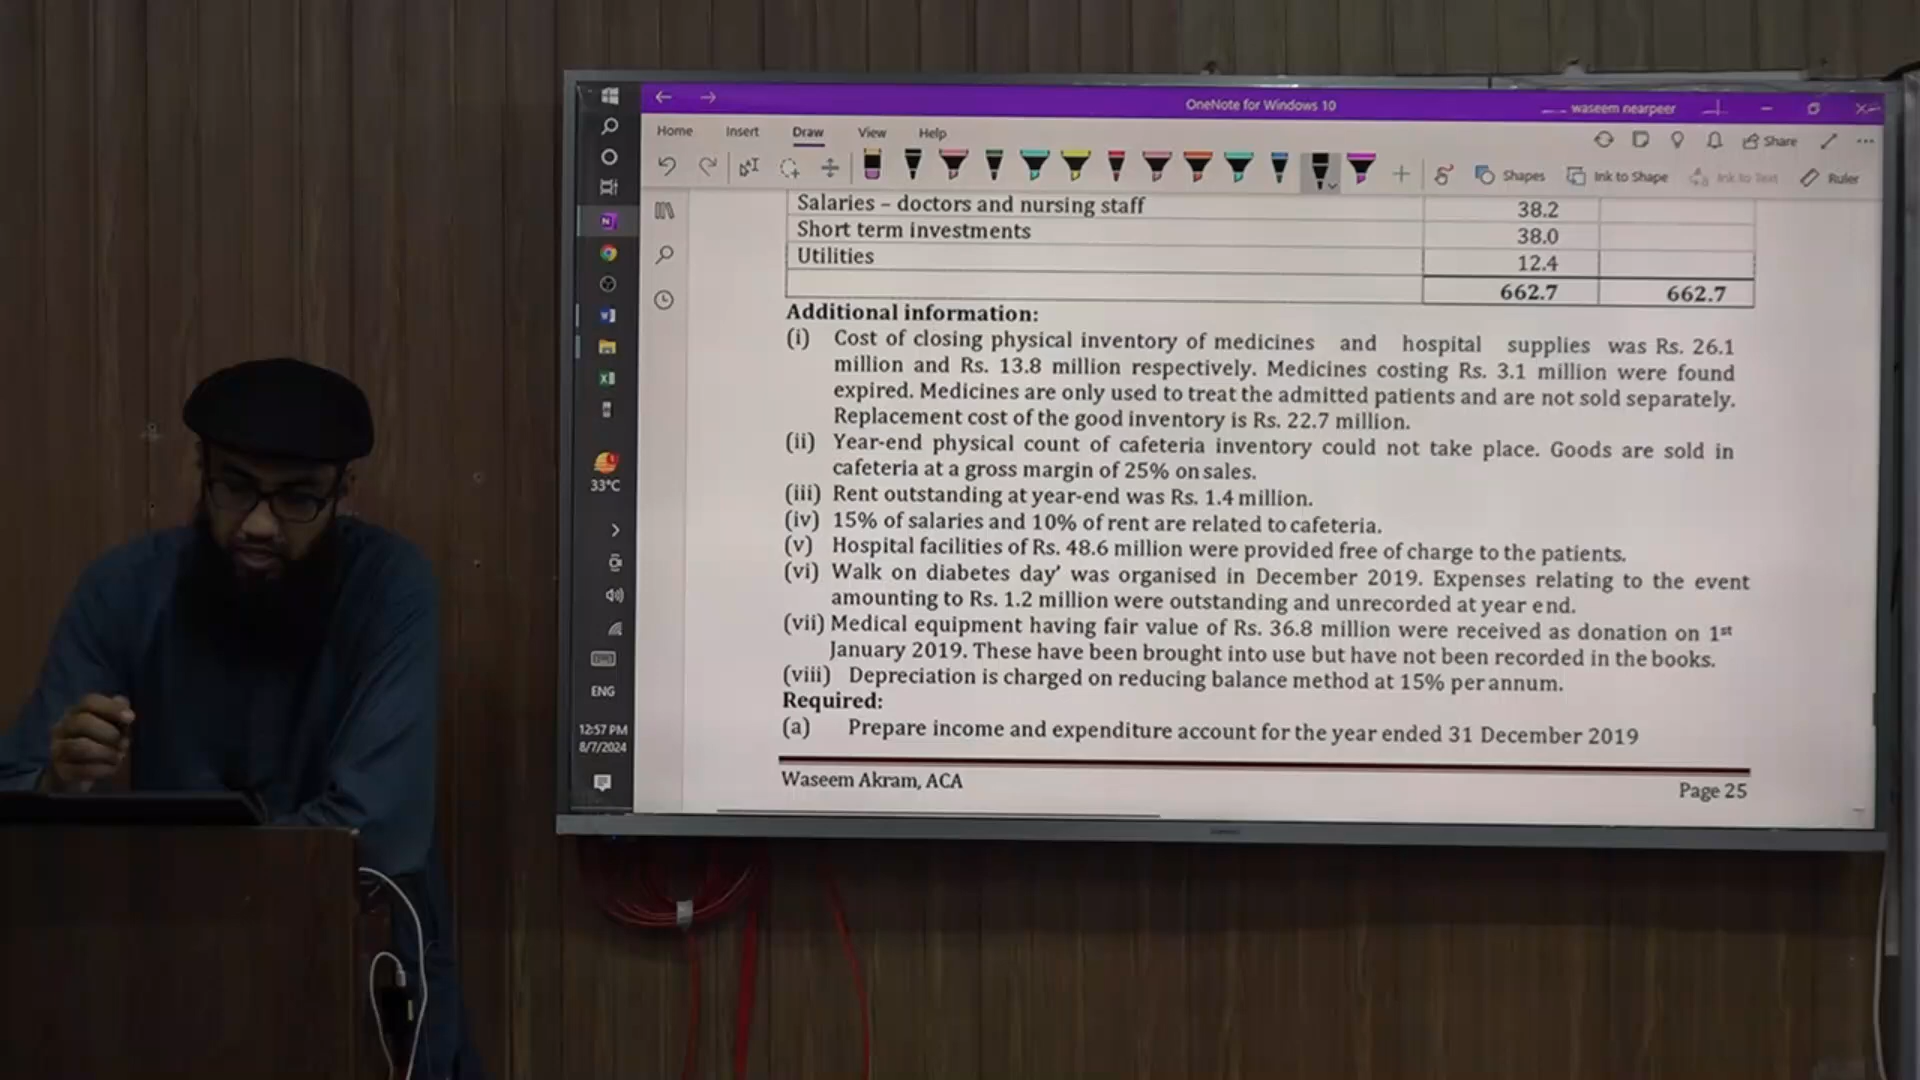 OneNote for Windows 10
waseem nearpeer
Home Insert Draw View Help
Share
Shapes Ink to Shape Ink to Text Ruler
Salaries – doctors and nursing staff 38.2
Short term investments 38.0
Utilities 12.4
662.7 662.7
Additional information:
(i) Cost of closing physical inventory of medicines and hospital supplies was Rs. 26.1
million and Rs. 13.8 million respectively. Medicines costing Rs. 3.1 million were found
expired. Medicines are only used to treat the admitted patients and are not sold separately.
Replacement cost of the good inventory is Rs. 22.7 million.
(ii) Year-end physical count of cafeteria inventory could not take place. Goods are sold in
cafeteria at a gross margin of 25% on sales.
(iii) Rent outstanding at year-end was Rs. 1.4 million.
(iv) 15% of salaries and 10% of rent are related to cafeteria.
(v) Hospital facilities of Rs. 48.6 million were provided free of charge to the patients.
(vi) Walk on diabetes day’ was organised in December 2019. Expenses relating to the event
amounting to Rs. 1.2 million were outstanding and unrecorded at year end.
(vii) Medical equipment having fair value of Rs. 36.8 million were received as donation on 1st
January 2019. These have been brought into use but have not been recorded in the books.
(viii) Depreciation is charged on reducing balance method at 15% per annum.
Required:
(a) Prepare income and expenditure account for the year ended 31 December 2019
Waseem Akram, ACA
Page 25
33°C
ENG
12:57 PM
8/7/2024